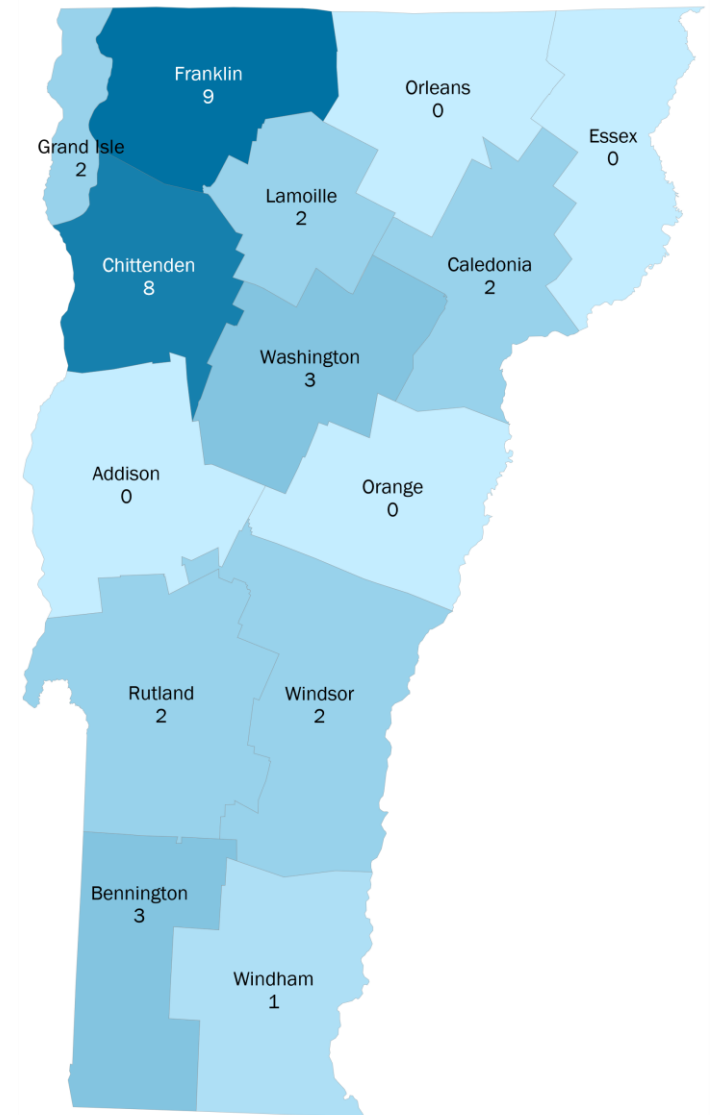 Franklin
9
Orleans
0
Essex
0
Grand Isle
2
Lamoille
2
Chittenden
8
Caledonia
2
Washington
3
Addison
0
Orange
0
Rutland
2
Windsor
2
Bennington
3
Windham
1